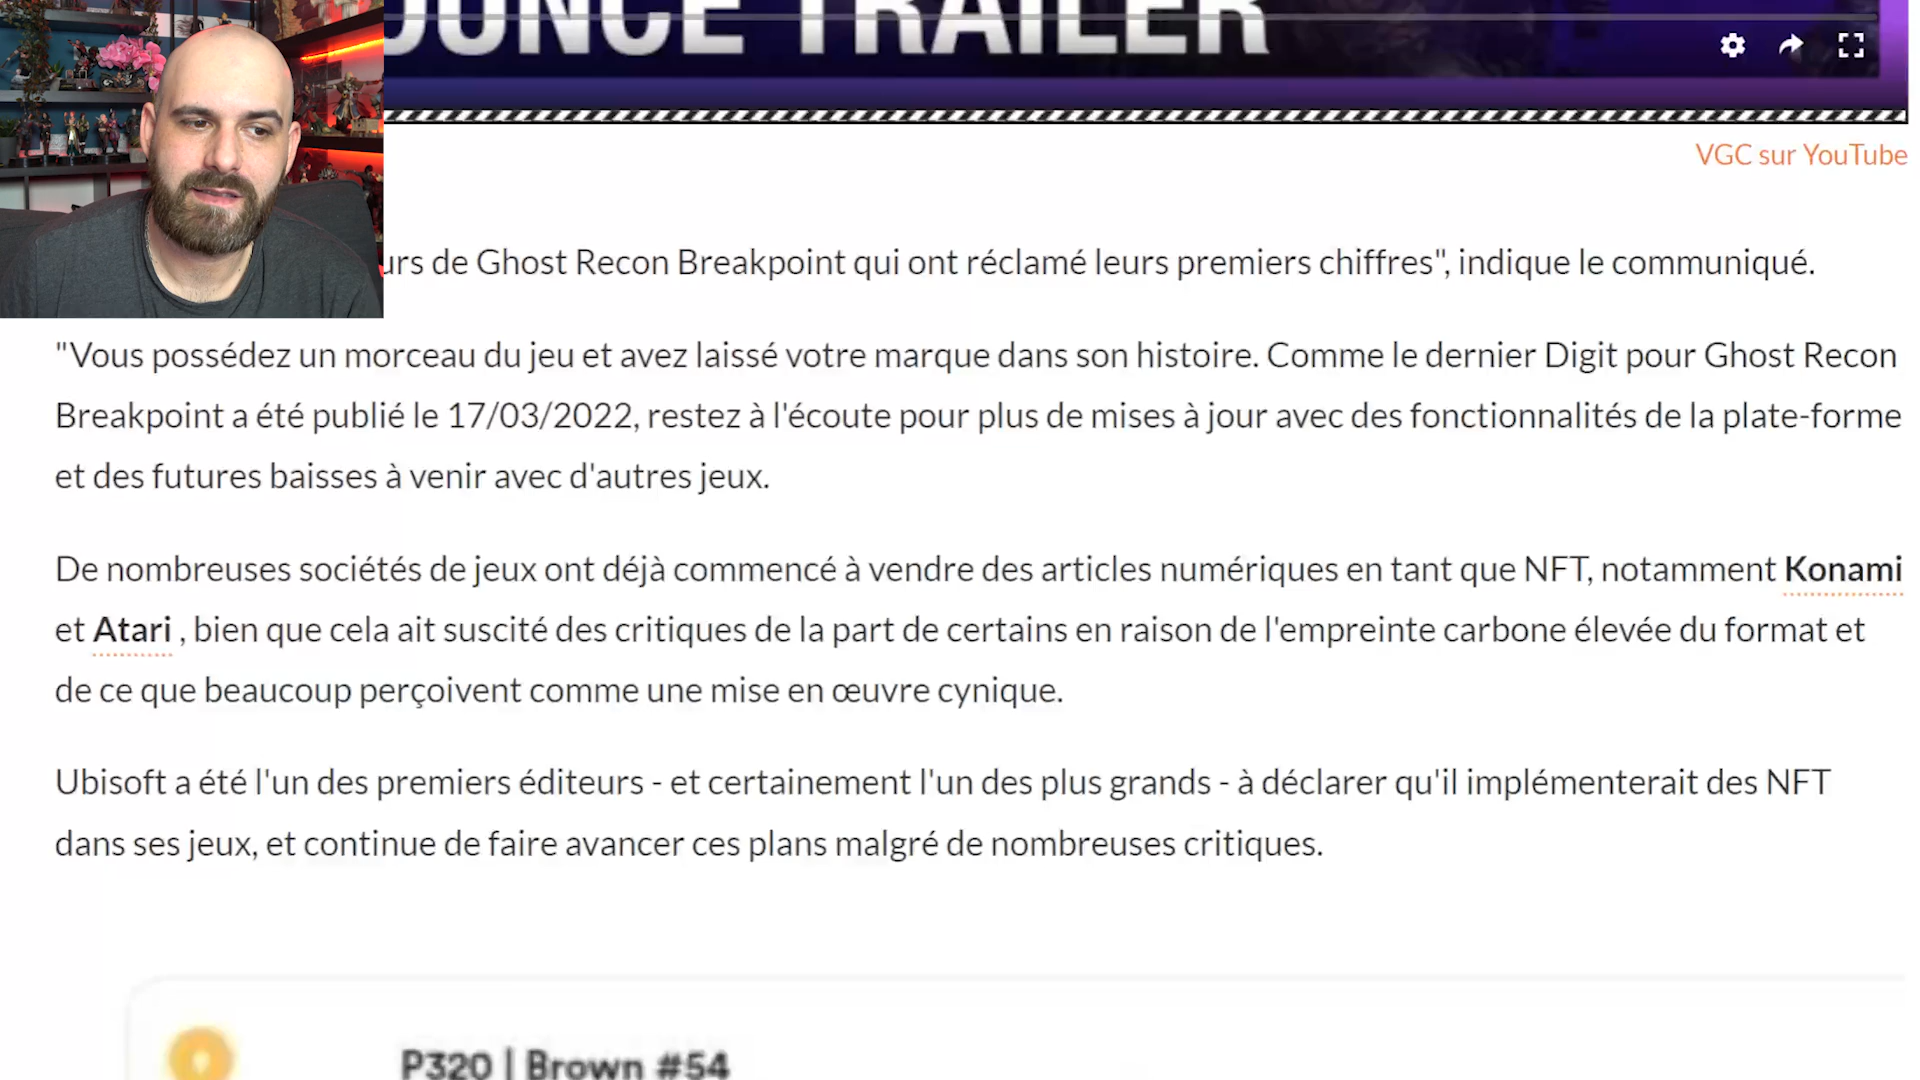 OUNCE TRAILER
VGC sur YouTube
urs de Ghost Recon Breakpoint qui ont réclamé leurs premiers chiffres", indique le communiqué.
"Vous possédez un morceau du jeu et avez laissé votre marque dans son histoire. Comme le dernier Digit pour Ghost Recon
Breakpoint a été publié le 17/03/2022, restez à l'écoute pour plus de mises à jour avec des fonctionnalités de la plate-forme
et des futures baisses à venir avec d'autres jeux.
De nombreuses sociétés de jeux ont déjà commencé à vendre des articles numériques en tant que NFT, notamment Konami
et Atari , bien que cela ait suscité des critiques de la part de certains en raison de l'empreinte carbone élevée du format et
de ce que beaucoup perçoivent comme une mise en œuvre cynique.
Ubisoft a été l'un des premiers éditeurs - et certainement l'un des plus grands - à déclarer qu'il implémenterait des NFT
dans ses jeux, et continue de faire avancer ces plans malgré de nombreuses critiques.
P320 | Brown #54